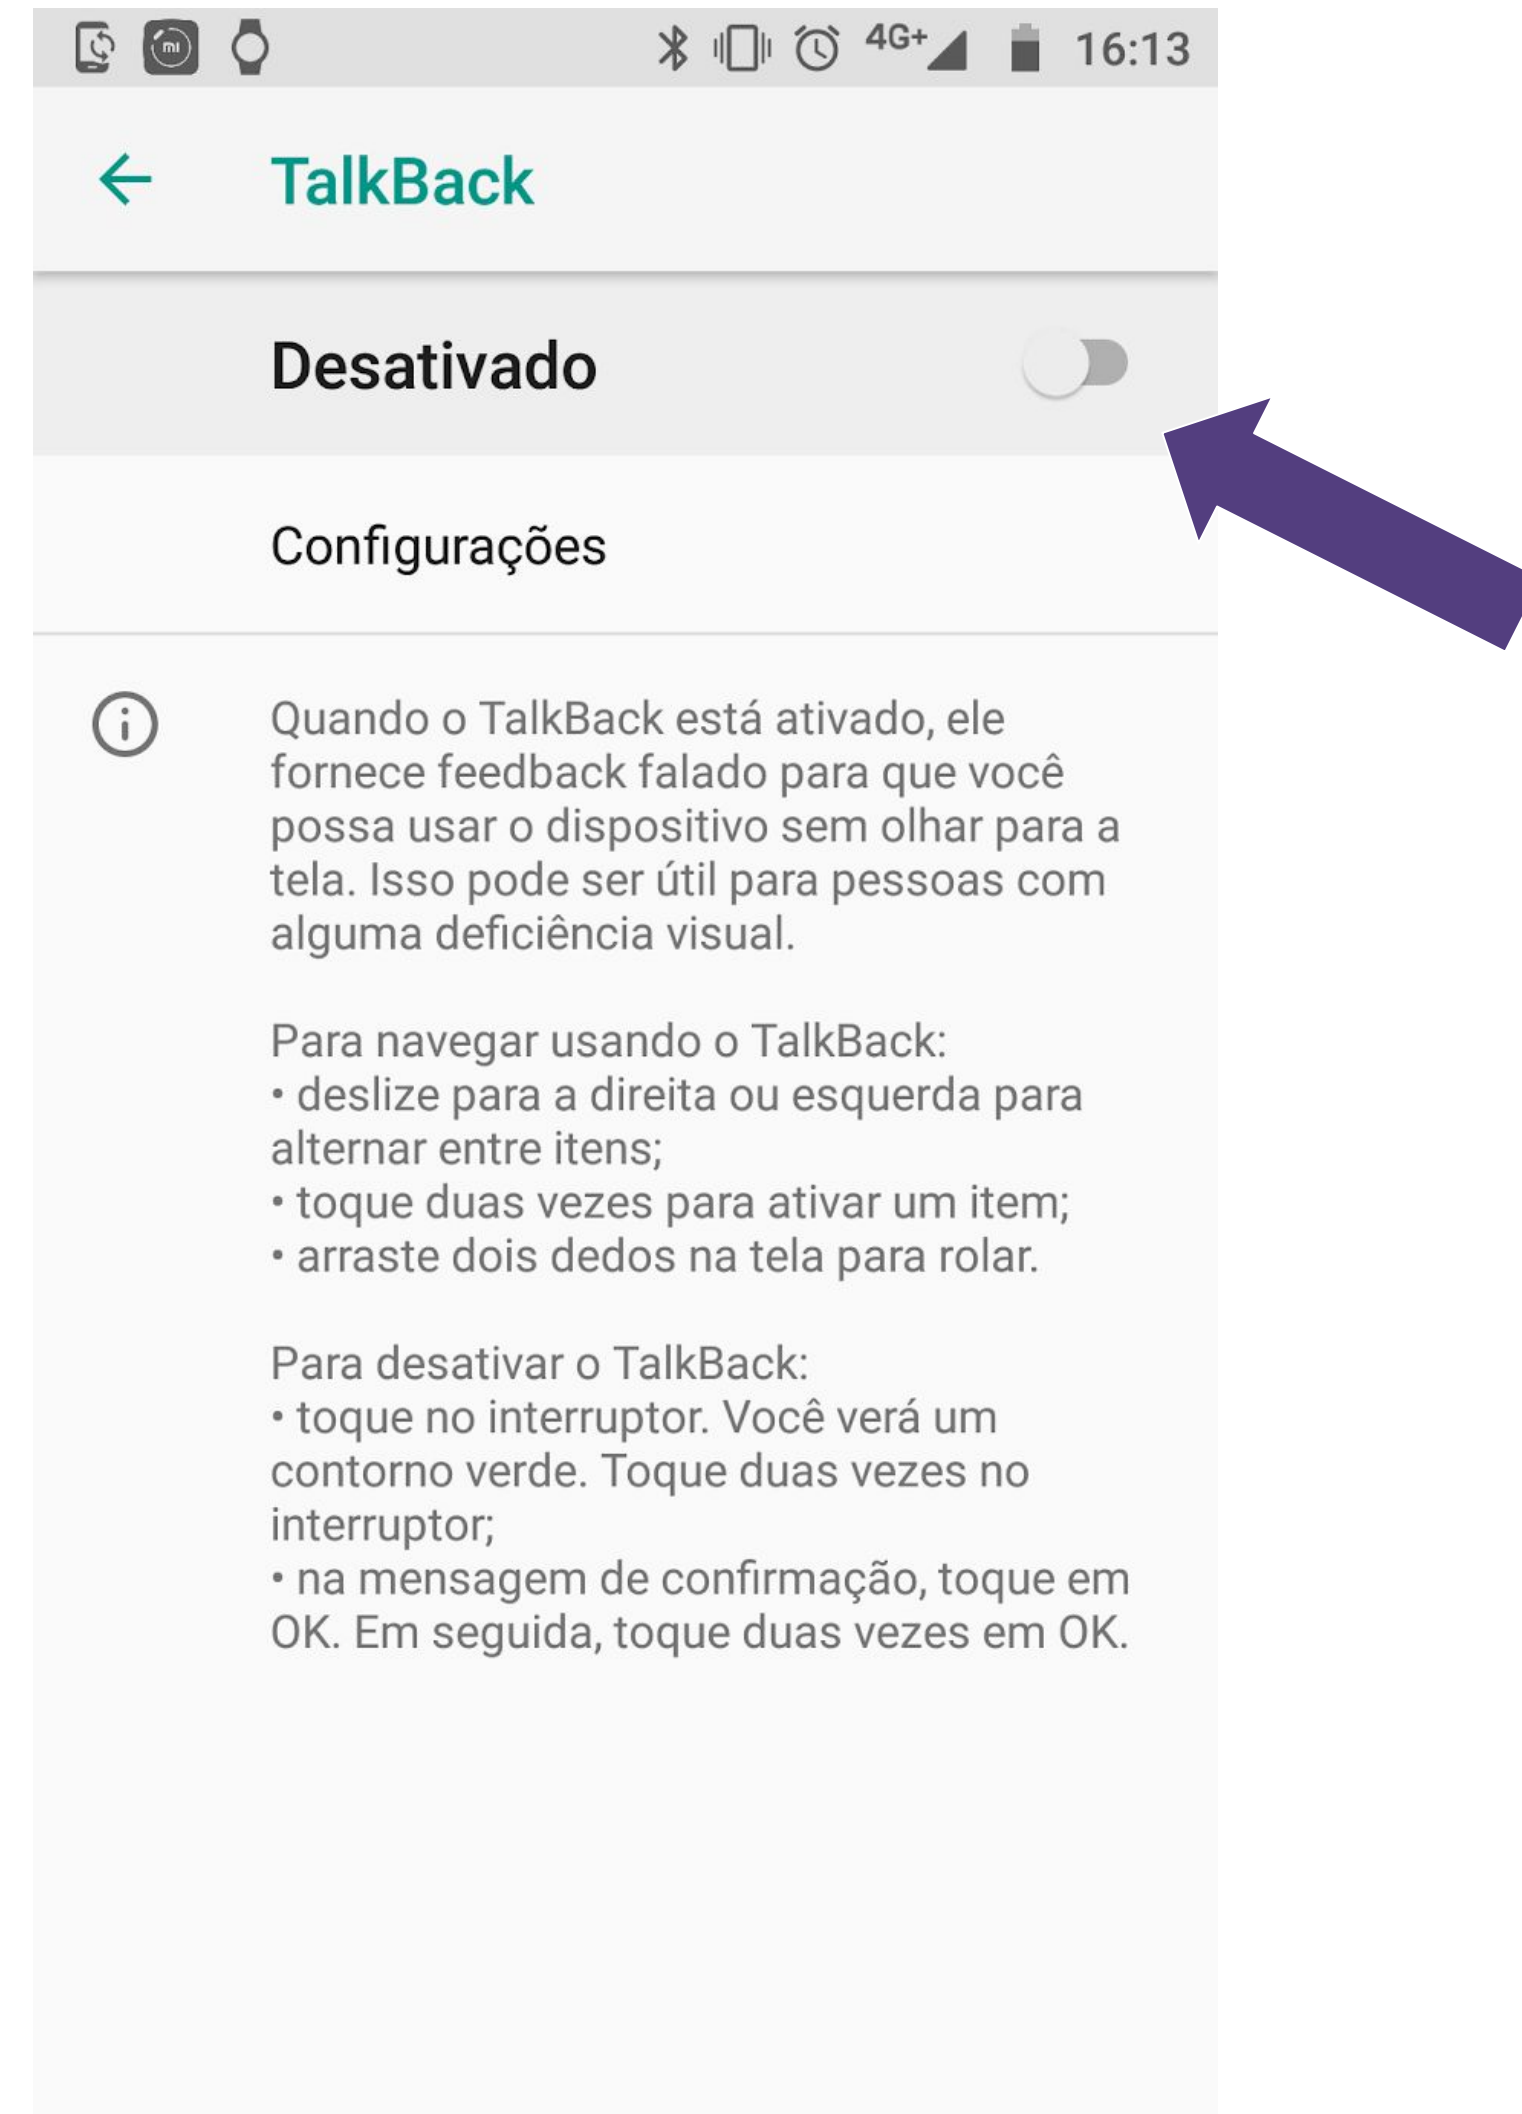 4G+ 16:13
TalkBack
Desativado
Configurações
Quando o TalkBack está ativado, ele
fornece feedback falado para que você
possa usar o dispositivo sem olhar para a
tela. Isso pode ser útil para pessoas com
alguma deficiência visual.
Para navegar usando o TalkBack:
• deslize para a direita ou esquerda para
alternar entre itens;
• toque duas vezes para ativar um item;
• arraste dois dedos na tela para rolar.
Para desativar o TalkBack:
• toque no interruptor. Você verá um
contorno verde. Toque duas vezes no
interruptor;
• na mensagem de confirmação, toque em
OK. Em seguida, toque duas vezes em OK.